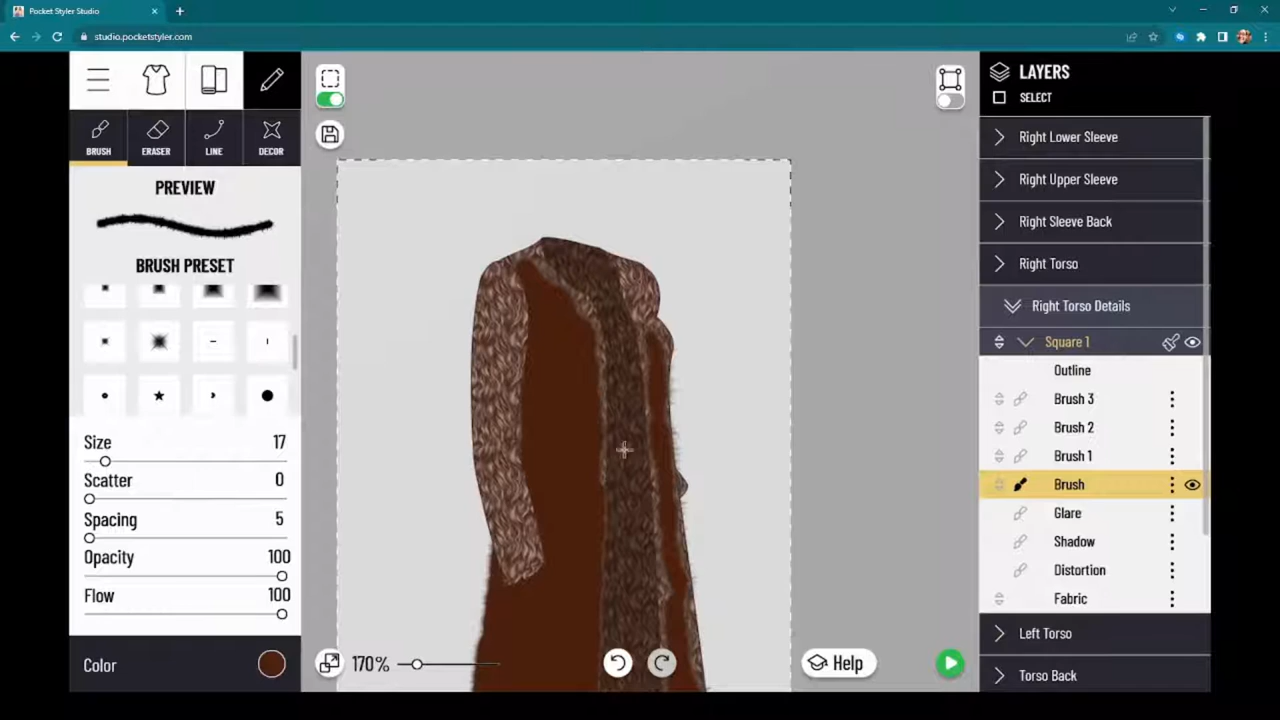 Pocket Styler Studio
studio.pocketstyler.com
BRUSH
ERASER
LINE
DECOR
PREVIEW
BRUSH PRESET
Size 17
Scatter 0
Spacing 5
Opacity 100
Flow 100
Color
170%
Help
LAYERS
SELECT
Right Lower Sleeve
Right Upper Sleeve
Right Sleeve Back
Right Torso
Right Torso Details
Square 1
Outline
Brush 3
Brush 2
Brush 1
Brush
Glare
Shadow
Distortion
Fabric
Left Torso
Torso Back